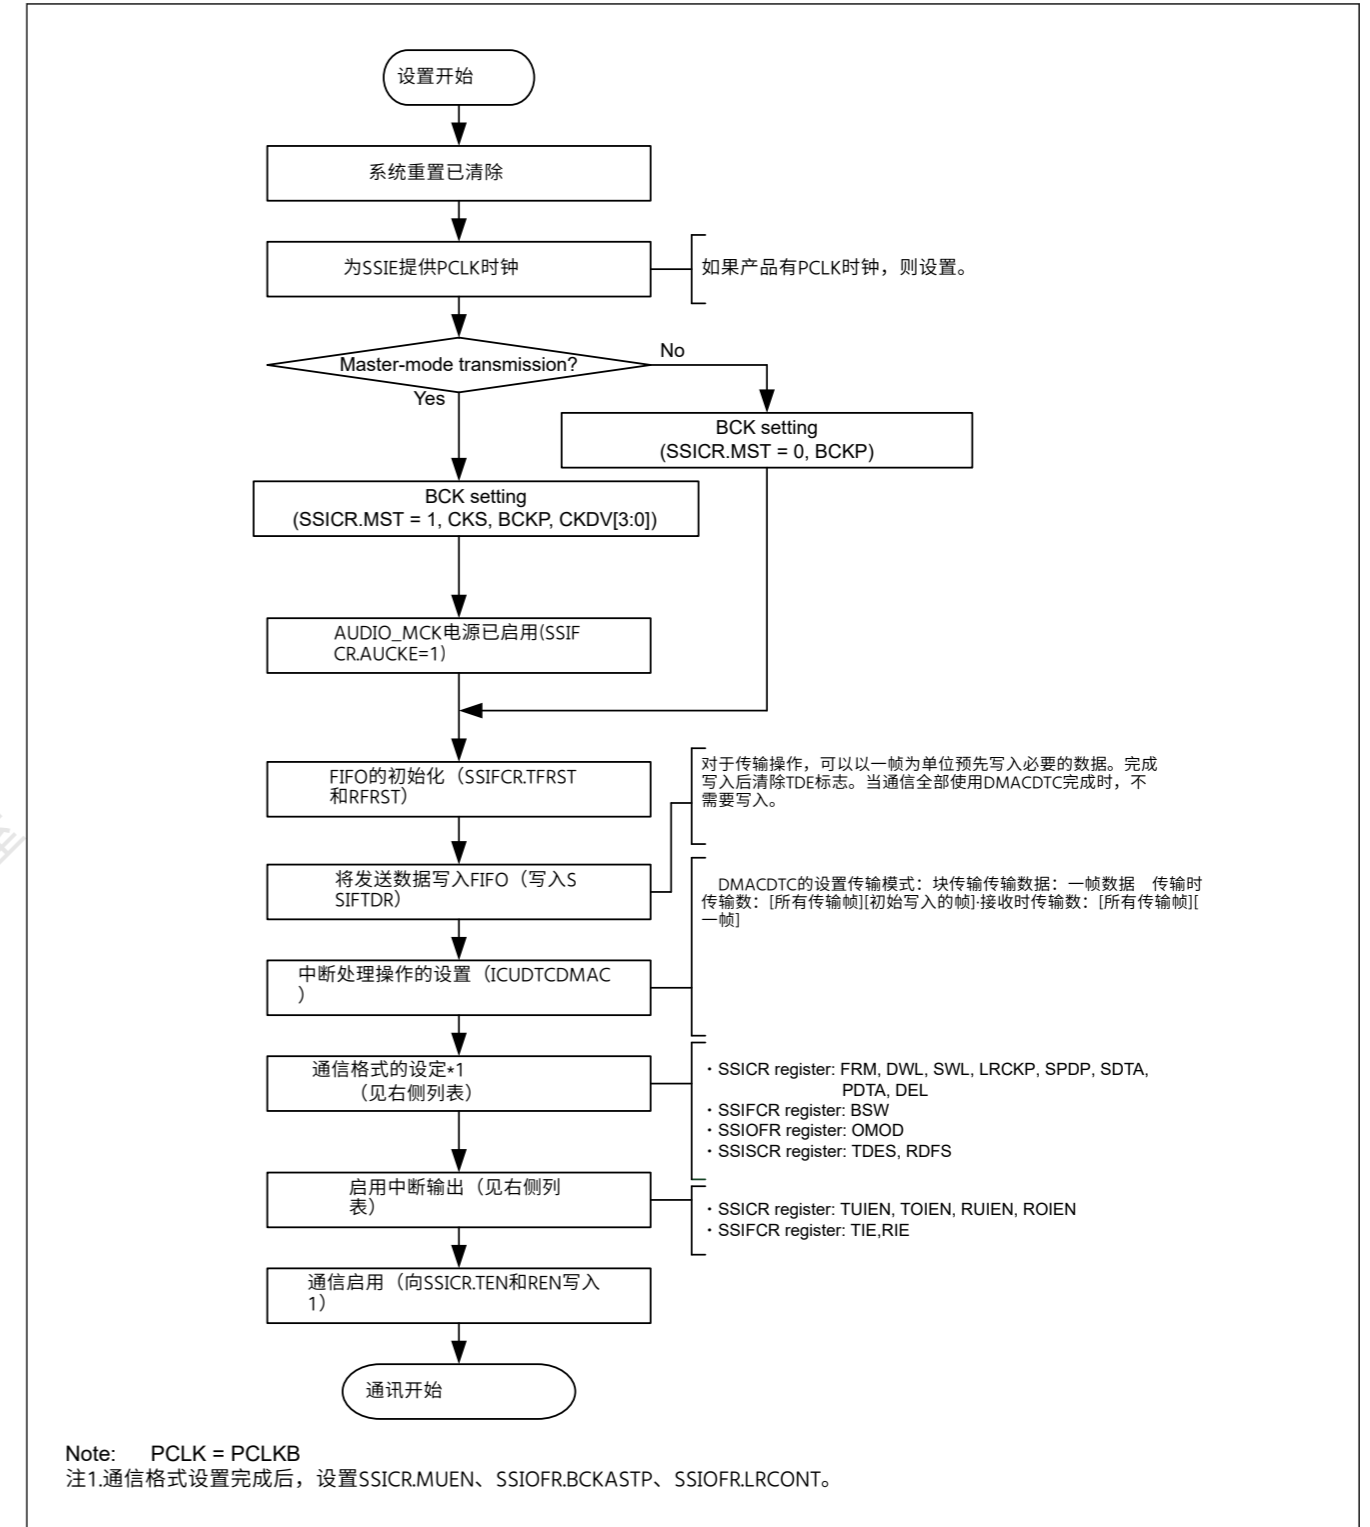 设置开始
系统重置已清除
为SSIE提供PCLK时钟
如果产品有PCLK时钟，则设置。
Master-mode transmission?
No
Yes
BCK setting
(SSICR.MST = 0, BCKP)
BCK setting
(SSICR.MST = 1, CKS, BCKP, CKDV[3:0])
AUDIO_MCK电源已启用(SSIF
CR.AUCKE=1)
FIFO的初始化（SSIFCR.TFRST
和RFRST）
对于传输操作，可以以一帧为单位预先写入必要的数据。完成
写入后清除TDE标志。当通信全部使用DMACDTC完成时，不
需要写入。
将发送数据写入FIFO（写入S
SIFTDR）
DMACDTC的设置传输模式：块传输传输数据：一帧数据　传输时
传输数：[所有传输帧][初始写入的帧]·接收时传输数：[所有传输帧][
一帧]
中断处理操作的设置（ICUDTCDMAC
）
通信格式的设定*1
（见右侧列表）
・SSICR register: FRM, DWL, SWL, LRCKP, SPDP, SDTA,
PDTA, DEL
・SSIFCR register: BSW
・SSIOFR register: OMOD
・SSISCR register: TDES, RDFS
启用中断输出（见右侧列
表）
・SSICR register: TUIEN, TOIEN, RUIEN, ROIEN
・SSIFCR register: TIE,RIE
通信启用（向SSICR.TEN和REN写入
1）
通讯开始
Note: PCLK = PCLKB
注1.通信格式设置完成后，设置SSICR.MUEN、SSIOFR.BCKASTP、SSIOFR.LRCONT。